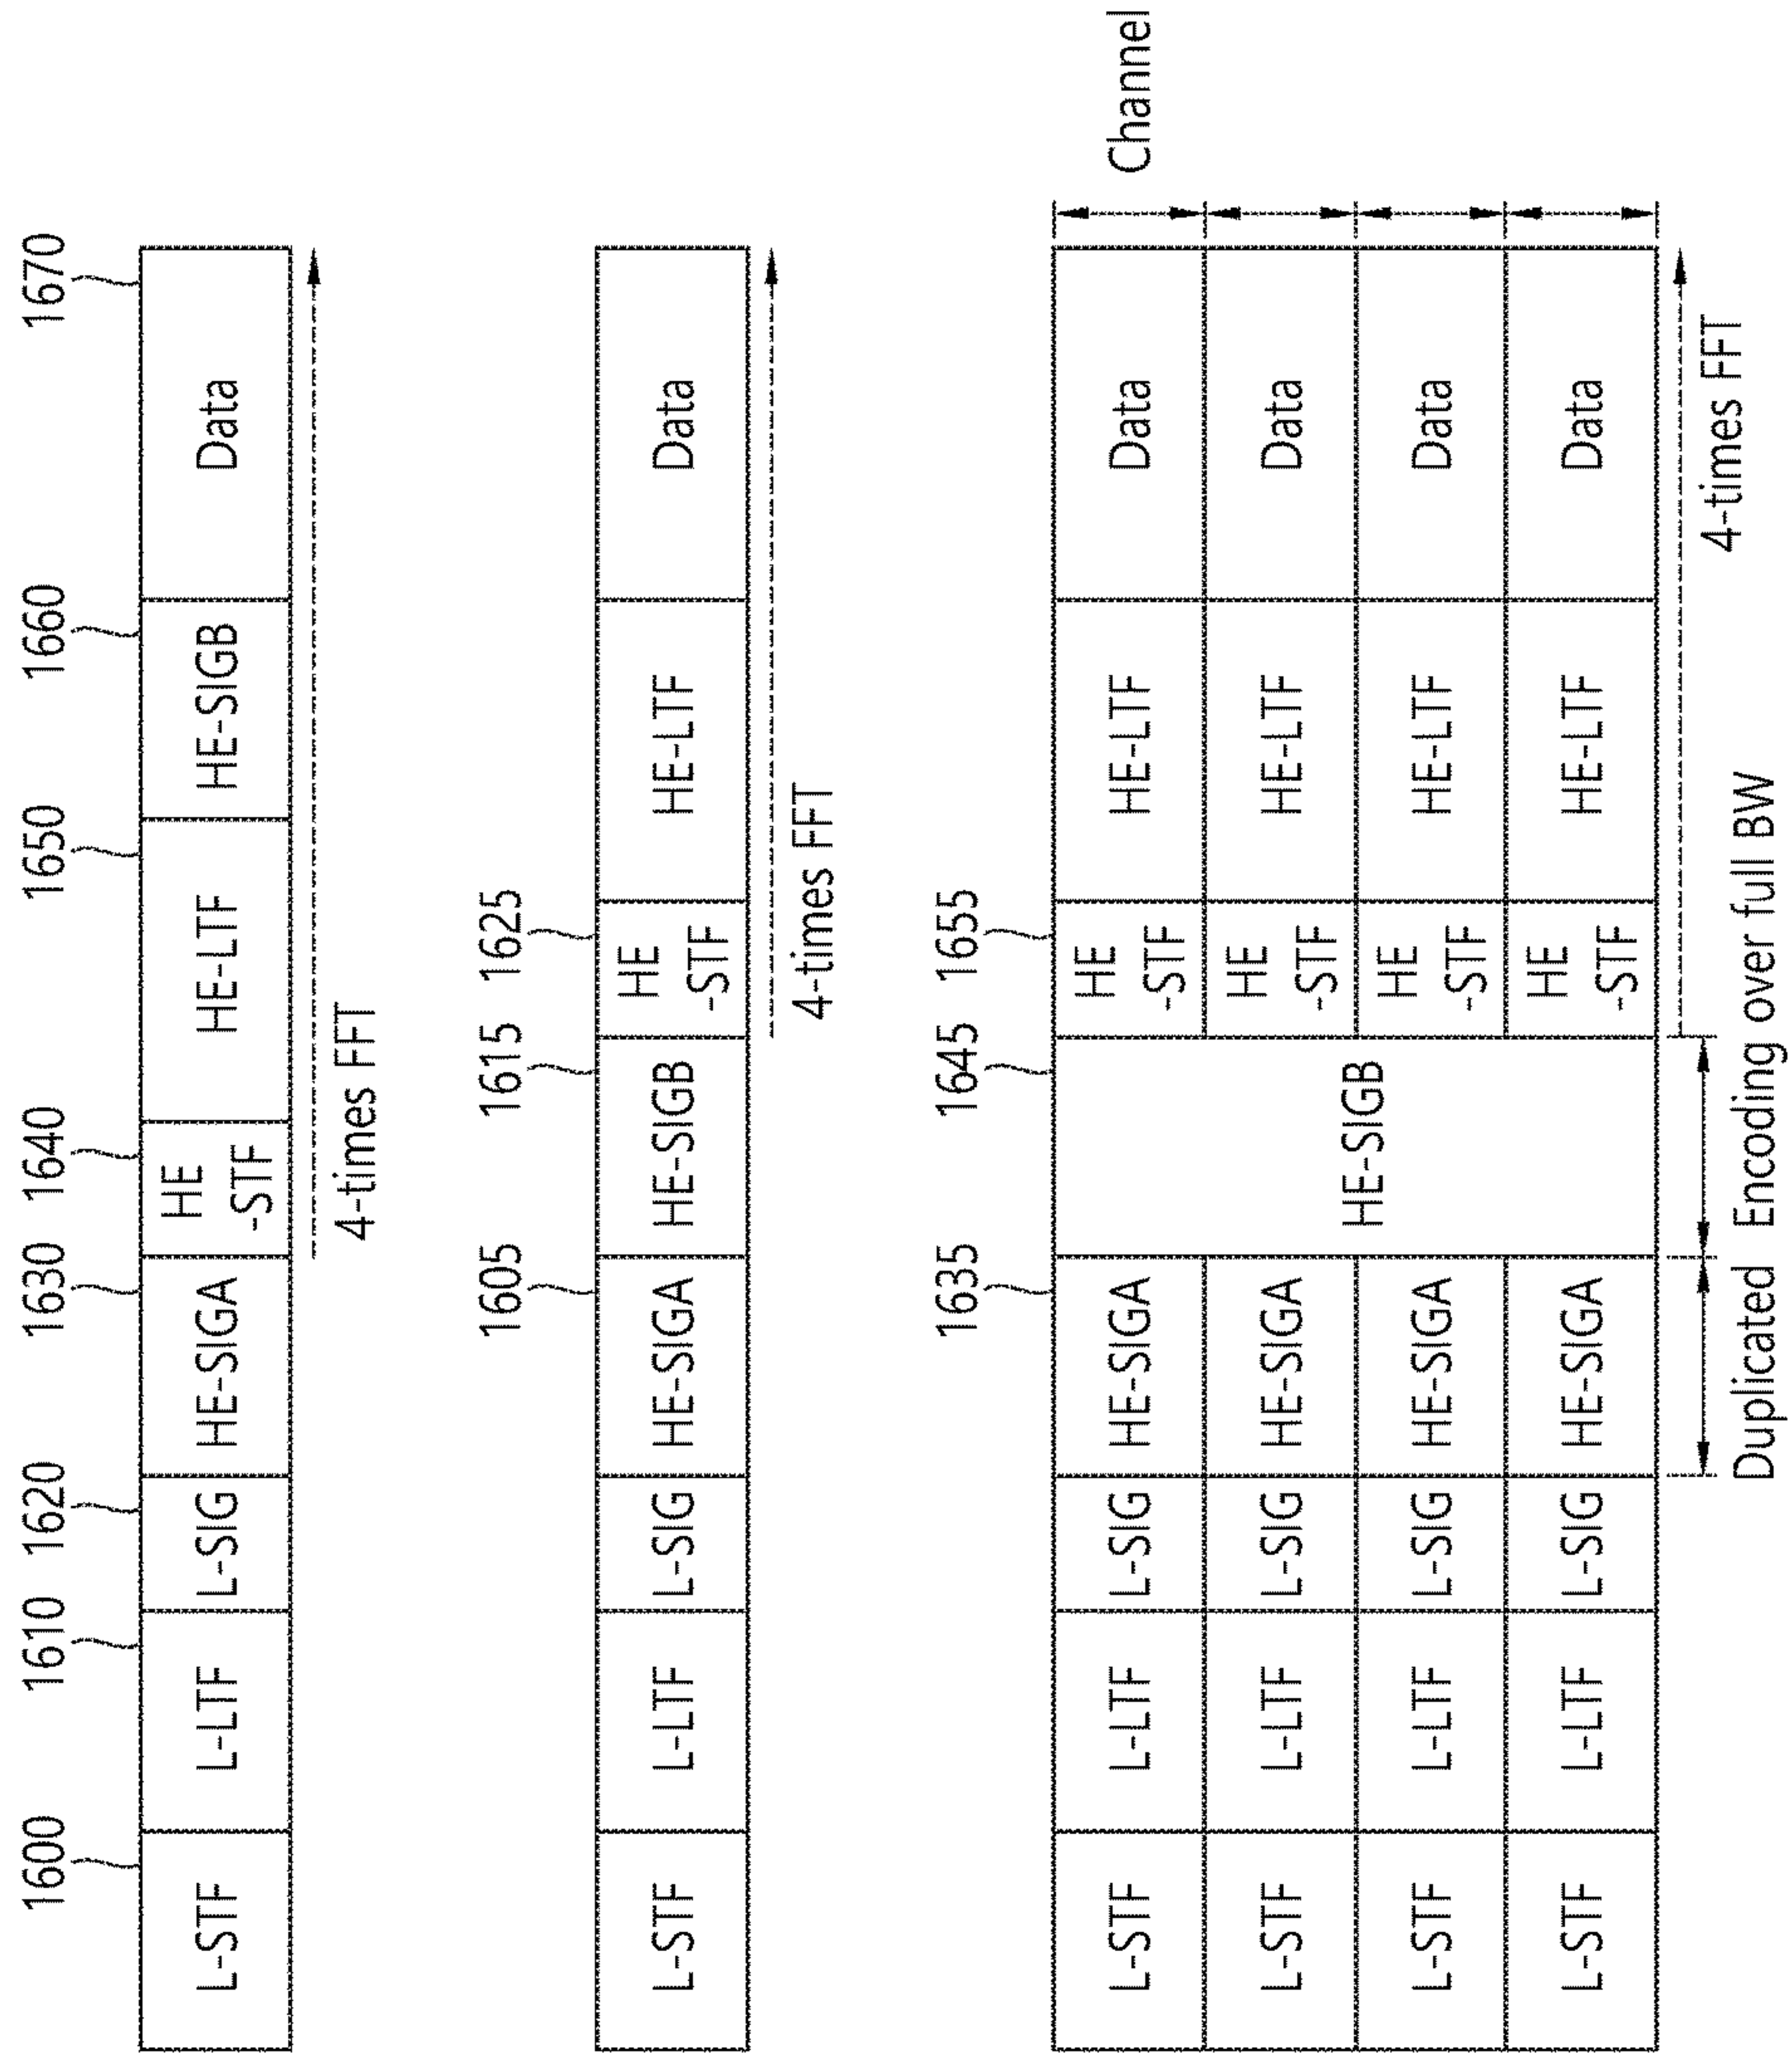 1600 1610 1620 1630 1640 1650 1660 1670
L-STF L-LTF L-SIG HE-SIGA HE HE-LTF HE-SIGB Data
-STF
4-times FFT
1605 1615 1625
L-STF L-LTF L-SIG HE-SIGA HE-SIGB HE HE-LTF Data
-STF
4-times FFT
1635 1645 1655
Channel
L-STF L-LTF L-SIG HE-SIGA HE HE-LTF Data
-STF
L-STF L-LTF L-SIG HE-SIGA HE HE-LTF Data
-STF
HE-SIGB
L-STF L-LTF L-SIG HE-SIGA HE HE-LTF Data
-STF
L-STF L-LTF L-SIG HE-SIGA HE HE-LTF Data
-STF
4-times FFT
Duplicated Encoding over full BW